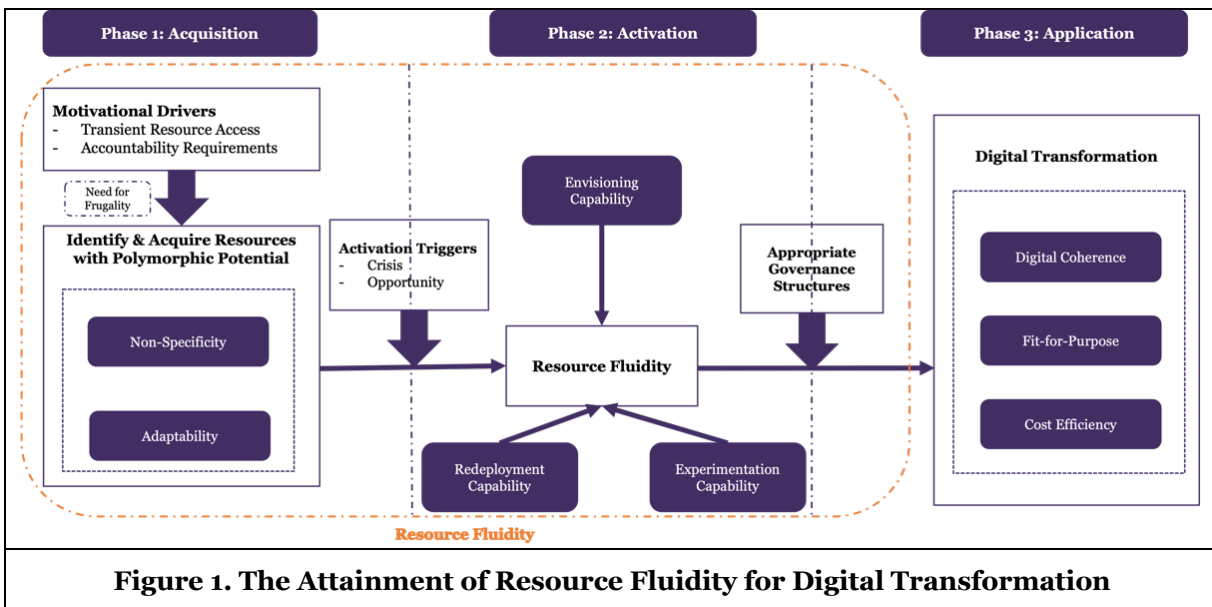 Phase 1: Acquisition
Phase 2: Activation
Phase 3: Application
Motivational Drivers
- Transient Resource Access
- Accountability Requirements
Need for
Frugality
Identify & Acquire Resources
with Polymorphic Potential
Non-Specificity
Adaptability
Activation Triggers
- Crisis
- Opportunity
Envisioning
Capability
Resource Fluidity
Redeployment
Capability
Experimentation
Capability
Appropriate
Governance
Structures
Digital Transformation
Digital Coherence
Fit-for-Purpose
Cost Efficiency
Resource Fluidity
Figure 1. The Attainment of Resource Fluidity for Digital Transformation